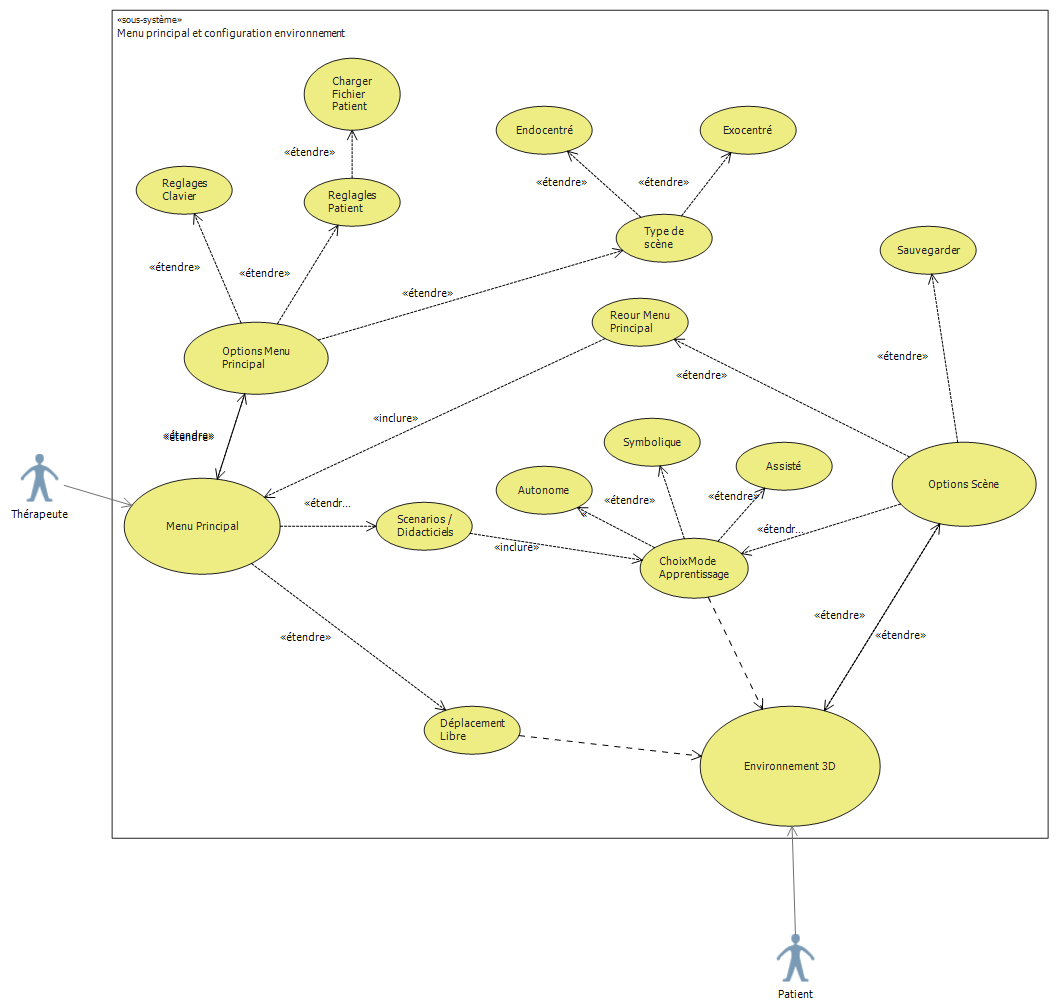 «sous-système»
Menu principal et configuration environnement
Charger
Fichier
Patient
Endocentré
Exocentré
«étendre»
«étendre»
«étendre»
Reglages
Clavier
Reglagles
Patient
Type de
scène
Sauvegarder
«étendre»
«étendre»
«étendre»
Reour Menu
Principal
Options Menu
Principal
«étendre»
«étendre»
«inclure»
«étendre»
«étendre»
Symbolique
Assisté
Autonome
Options Scène
«étendre»
«étendre»
Thérapeute
Menu Principal
«étendr...
Scenarios /
Didacticiels
«étendr...
«inclure»
ChoixMode
Apprentissage
«étendre»
«étendre»
«étendre»
Déplacement
Libre
Environnement 3D
Patient